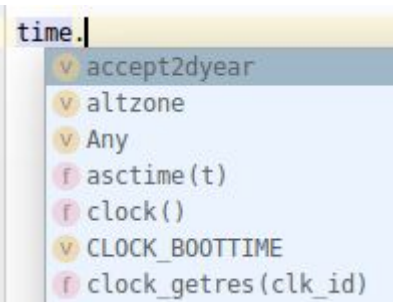 time.
v accept2dyear
v altzone
v Any
f asctime(t)
f clock()
v CLOCK_BOOTTIME
f clock_getres(clk_id)